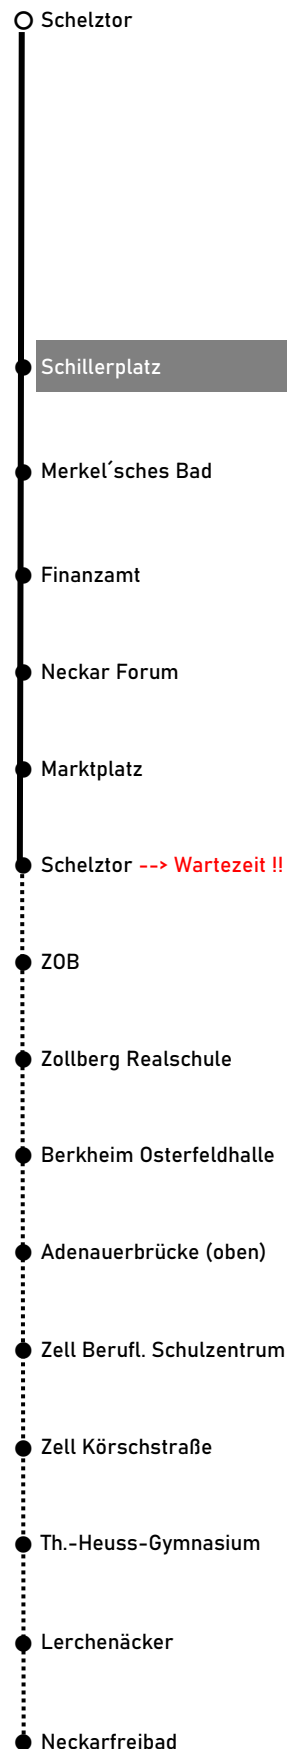 Schelztor
Schillerplatz
Merkel´sches Bad
Finanzamt
Neckar Forum
Marktplatz
Schelztor --> Wartezeit !!
ZOB
Zollberg Realschule
Berkheim Osterfeldhalle
Adenauerbrücke (oben)
Zell Berufl. Schulzentrum
Zell Körschstraße
Th.-Heuss-Gymnasium
Lerchenäcker
Neckarfreibad